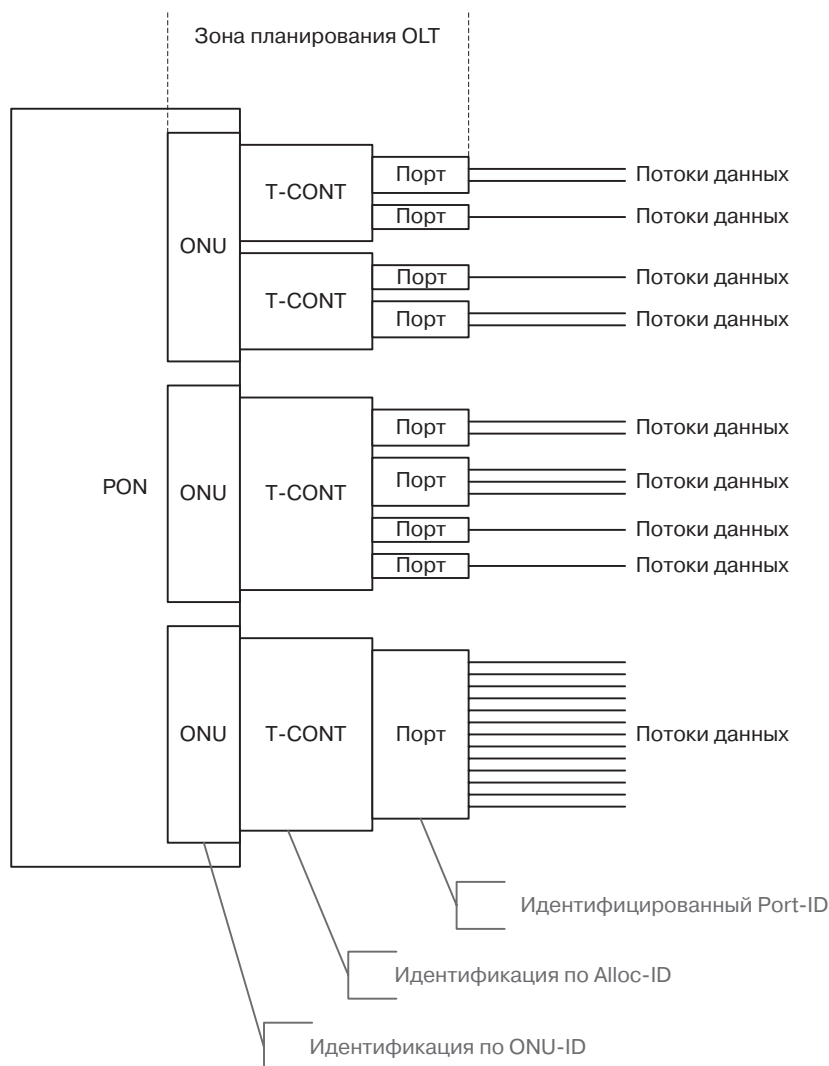 Зона планирования OLT
Порт
Потоки данных
T-CONT
Порт
Потоки данных
ONU
Порт
Потоки данных
T-CONT
Порт
Потоки данных
Порт
Потоки данных
PON
ONU
T-CONT
Порт
Потоки данных
Порт
Потоки данных
Порт
Потоки данных
ONU
T-CONT
Порт
Потоки данных
Идентифицированный Port-ID
Идентификация по Alloc-ID
Идентификация по ONU-ID